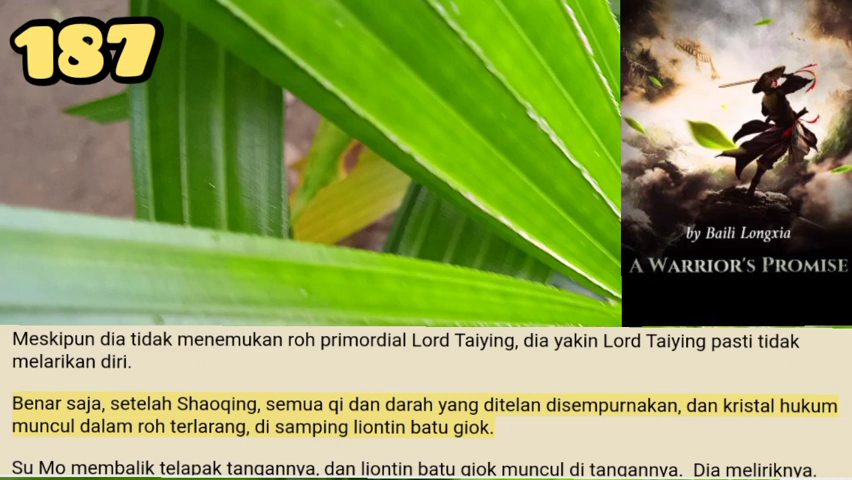 187
by Baili Longxia
A WARRIOR'S PROMISE
Meskipun dia tidak menemukan roh primordial Lord Taiying, dia yakin Lord Taiying pasti tidak
melarikan diri.
Benar saja, setelah Shaoqing, semua qi dan darah yang ditelan disempurnakan, dan kristal hukum
muncul dalam roh terlarang, di samping liontin batu giok.
Su Mo membalik telapak tangannya, dan liontin batu giok muncul di tangannya. Dia meliriknya,